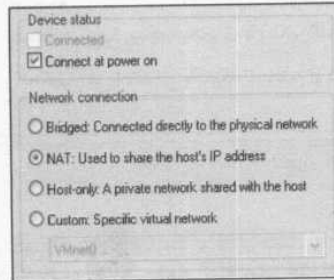 Device status
Connected
Connect at power on
Network connection
Bridged: Connected directly to the physical network
NAT: Used to share the host's IP address
Host-only: A private network shared with the host
Custom: Specific virtual network
VMnet0